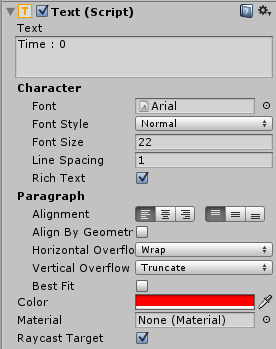 Text (Script)
Text
Time : 0
Character
Font Arial
Font Style Normal
Font Size 22
Line Spacing 1
Rich Text
Paragraph
Alignment
Align By Geometr
Horizontal Overflo Wrap
Vertical Overflow Truncate
Best Fit
Color
Material None (Material)
Raycast Target